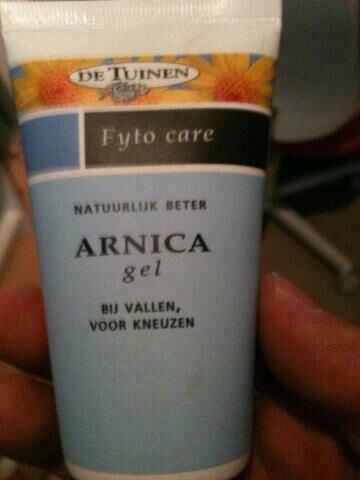 DE TUINEN
Fyto care
NATUURLIJK BETER
ARNICA
gel
BIJ VALLEN,
VOOR KNEUZEN